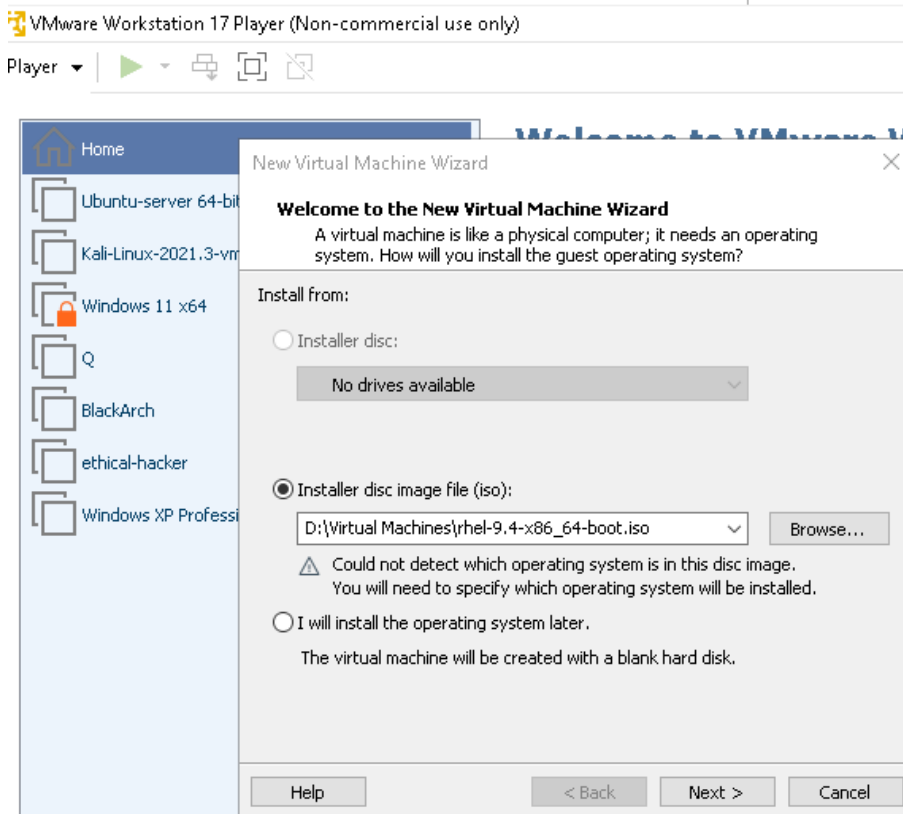 VMware Workstation 17 Player (Non-commercial use only)
Player
Home
Ubuntu-server 64-bit
Kali-Linux-2021.3-vm
Windows 11 x64
Q
BlackArch
ethical-hacker
Windows XP Professi
Welcome to VMware
New Virtual Machine Wizard
Welcome to the New Virtual Machine Wizard
A virtual machine is like a physical computer; it needs an operating
system. How will you install the guest operating system?
Install from:
Installer disc:
No drives available
Installer disc image file (iso):
D:\Virtual Machines\rhel-9.4-x86_64-boot.iso
Browse...
Could not detect which operating system is in this disc image.
You will need to specify which operating system will be installed.
I will install the operating system later.
The virtual machine will be created with a blank hard disk.
Help
< Back
Next >
Cancel